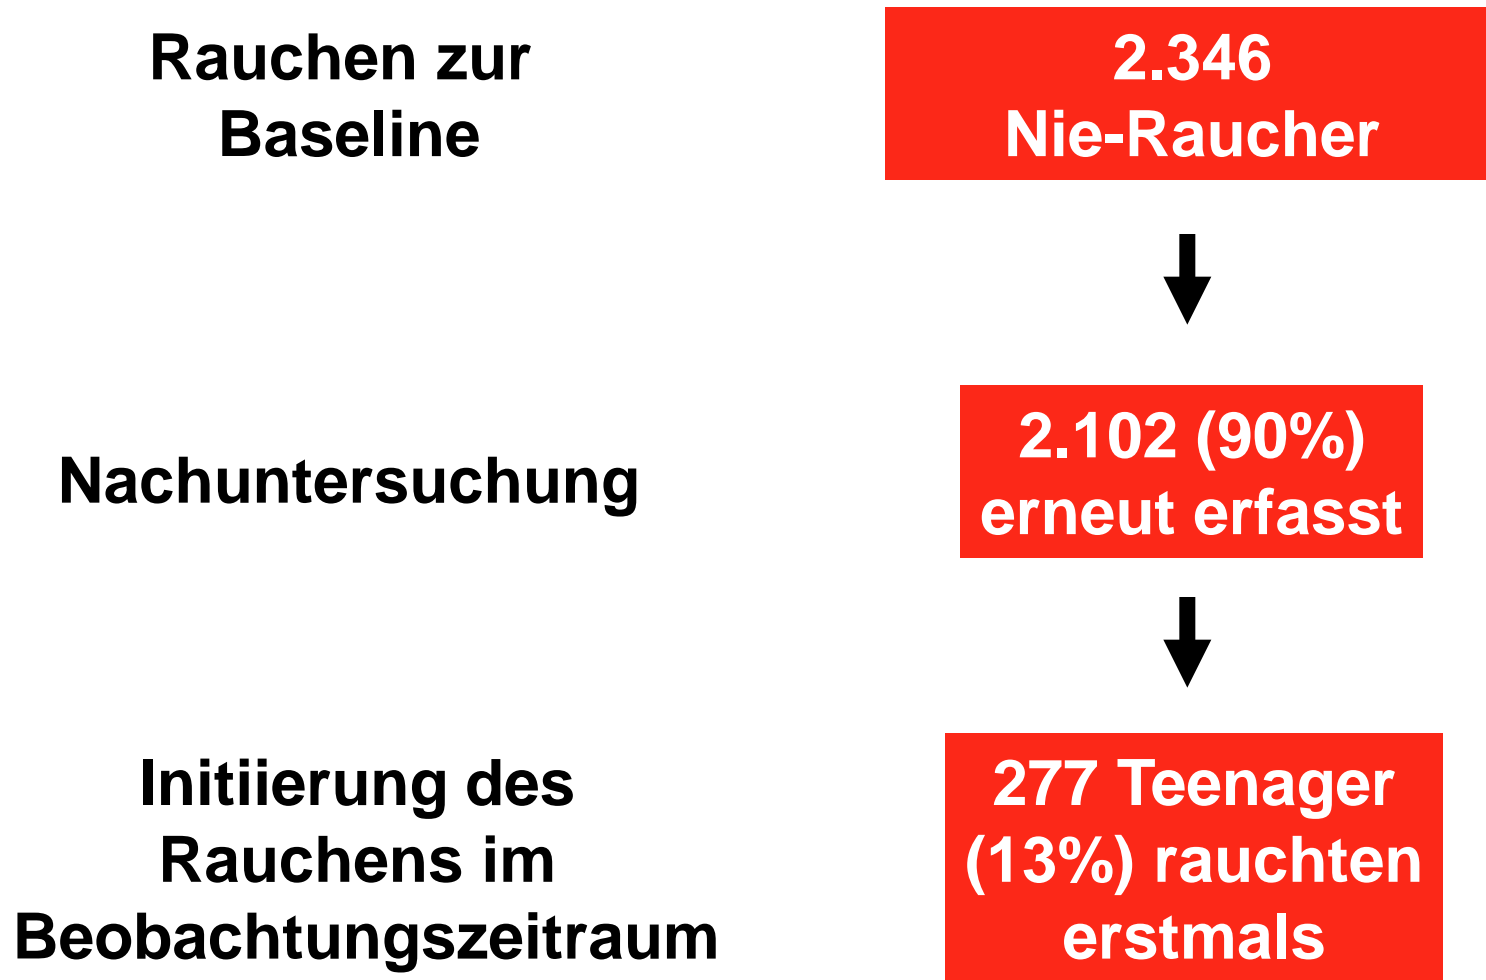 Rauchen zur
Baseline
2.346
Nie-Raucher
Nachuntersuchung
2.102 (90%)
erneut erfasst
Initiierung des
Rauchens im
Beobachtungszeitraum
277 Teenager
(13%) rauchten
erstmals